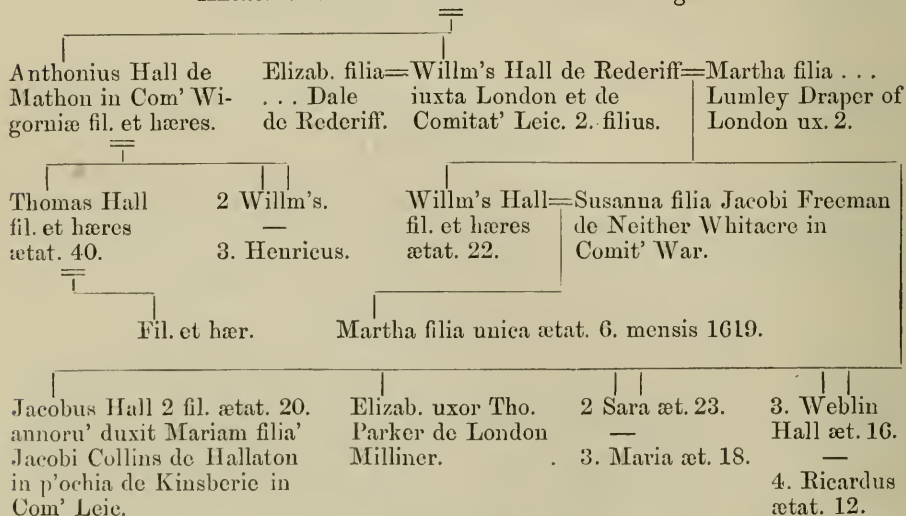 Anthonius Hall de
Mathon in Com' Wi-
gorniæ fil. et hæres.
Elizab. filia
... Dale
de Rederiff.
Willm's Hall de Rederiff
iuxta London et de
Comitat' Leic. 2. filius.
Martha filia ...
Lumley Draper of
London ux. 2.
Thomas Hall
fil. et hæres
ætat. 40.
2 Willm's.
—
3. Henricus.
Willm's Hall
fil. et hæres
ætat. 22.
Susanna filia Jacobi Freeman
de Neither Whitacre in
Comit' War.
Fil. et hær.
Martha filia unica ætat. 6. mensis 1619.
Jacobus Hall 2 fil. ætat. 20.
annoru' duxit Mariam filia'
Jacobi Collins de Hallaton
in p'ochia de Kinsberie in
Com' Leic.
Elizab. uxor Tho.
Parker de London
Milliner.
2 Sara æt. 23.
—
3. Maria æt. 18.
3. Weblin
Hall æt. 16.
—
4. Ricardus
ætat. 12.